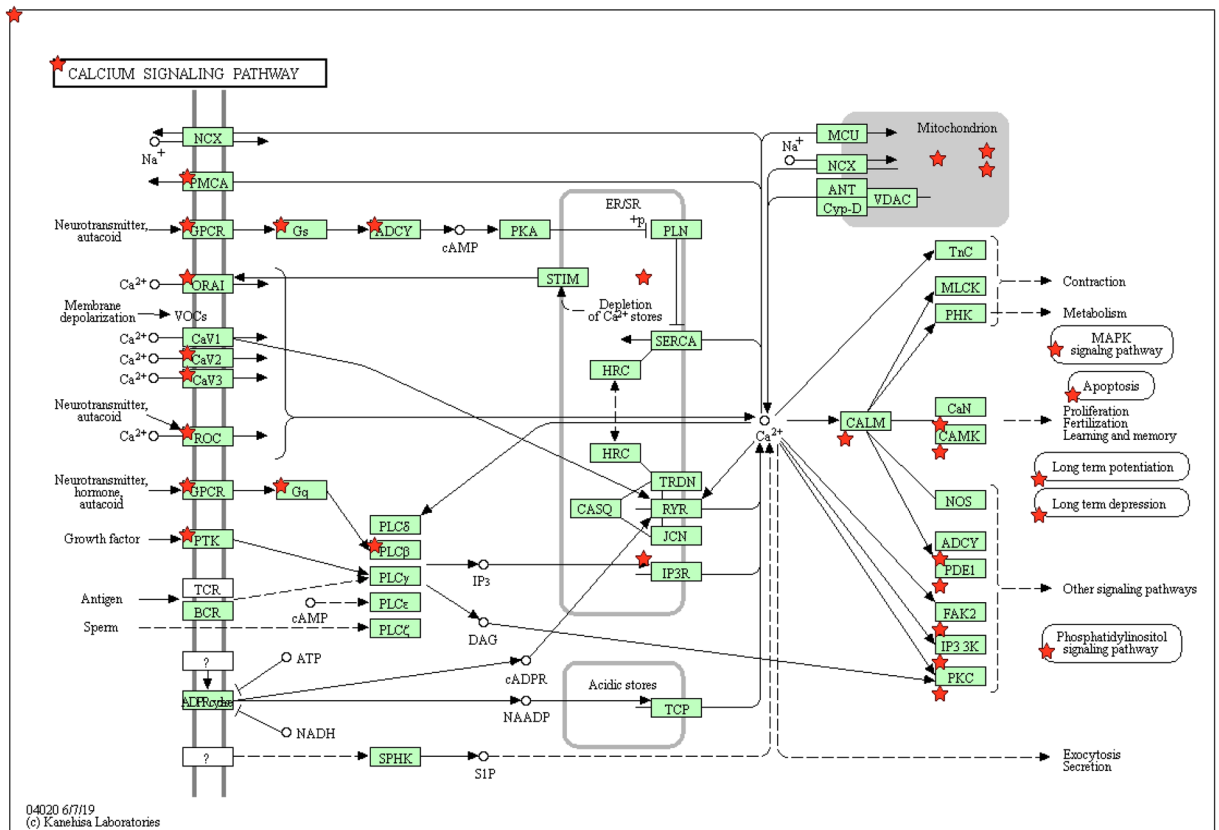 CALCIUM SIGNALING PATHWAY
NCX
Na+
PMCA
Neurotransmitter,
autacoid
GPCR
Gs
ADCY
cAMP
PKA
ER/SR
+p
PLN
Ca2+
ORAI
STIM
Depletion
of Ca2+ stores
Membrane
depolarization
VOCs
Ca2+
CaV1
Ca2+
CaV2
Ca2+
CaV3
SERCA
HRC
Neurotransmitter,
autacoid
Ca2+
ROC
HRC
Neurotransmitter,
hormone,
autacoid
GPCR
Gq
TRDN
CASQ
RYR
JCN
IP3R
PLCδ
PLCβ
PLCγ
PLCε
PLCζ
Growth factor
PTK
IP3
Antigen
TCR
BCR
cAMP
DAG
Sperm
?
ATP
cADPR
NAADP
NADH
Acidic stores
TCP
?
SPHK
S1P
MCU
Mitochondrion
Na+
NCX
ANT
Cyp-D
VDAC
TnC
MLCK
PHK
Contraction
Metabolism
MAPK
signaling pathway
Apoptosis
Ca2+
CALM
CaN
CAMK
Proliferation
Fertilization
Learning and memory
Long term potentiation
Long term depression
NOS
ADCY
PDE1
FAK2
IP3 3K
PKC
Other signaling pathways
Phosphatidylinositol
signaling pathway
Exocytosis
Secretion
04020 6/7/19
(c) Kanehisa Laboratories